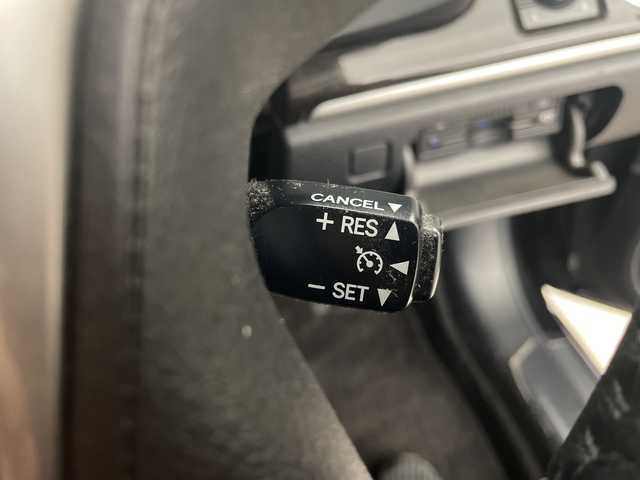 CANCEL▼
+ RES ▲
◀
− SET ▼